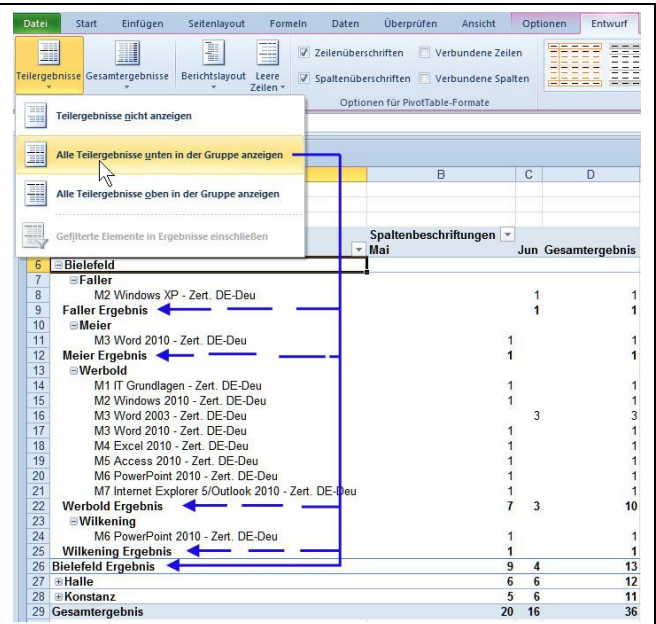 Datei Start Einfügen Seitenlayout Formeln Daten Überprüfen Ansicht Optionen Entwurf
Teilergebnisse Gesamtergebnisse Berichtslayout Leere Zeilen
Zeilenüberschriften Verbundene Zeilen
Spaltenüberschriften Verbundene Spalten
Optionen für PivotTable-Formate
Teilergebnisse nicht anzeigen
Alle Teilergebnisse unten in der Gruppe anzeigen
Alle Teilergebnisse oben in der Gruppe anzeigen
Gefilterte Elemente in Ergebnisse einschließen
B C D
Spaltenbeschriftungen
Mai Jun Gesamtergebnis
6 Bielefeld
7 Faller
8 M2 Windows XP - Zert. DE-Deu 1 1
9 Faller Ergebnis 1 1
10 Meier
11 M3 Word 2010 - Zert. DE-Deu 1 1
12 Meier Ergebnis 1 1
13 Werbold
14 M1 IT Grundlagen - Zert. DE-Deu 1 1
15 M2 Windows 2010 - Zert. DE-Deu 1 1
16 M3 Word 2003 - Zert. DE-Deu 3 3
17 M3 Word 2010 - Zert. DE-Deu 1 1
18 M4 Excel 2010 - Zert. DE-Deu 1 1
19 M5 Access 2010 - Zert. DE-Deu 1 1
20 M6 PowerPoint 2010 - Zert. DE-Deu 1 1
21 M7 Internet Explorer 5/Outlook 2010 - Zert. DE-Deu 1 1
22 Werbold Ergebnis 7 3 10
23 Wilkening
24 M6 PowerPoint 2010 - Zert. DE-Deu 1 1
25 Wilkening Ergebnis 1 1
26 Bielefeld Ergebnis 9 4 13
27 Halle 6 6 12
28 Konstanz 5 6 11
29 Gesamtergebnis 20 16 36